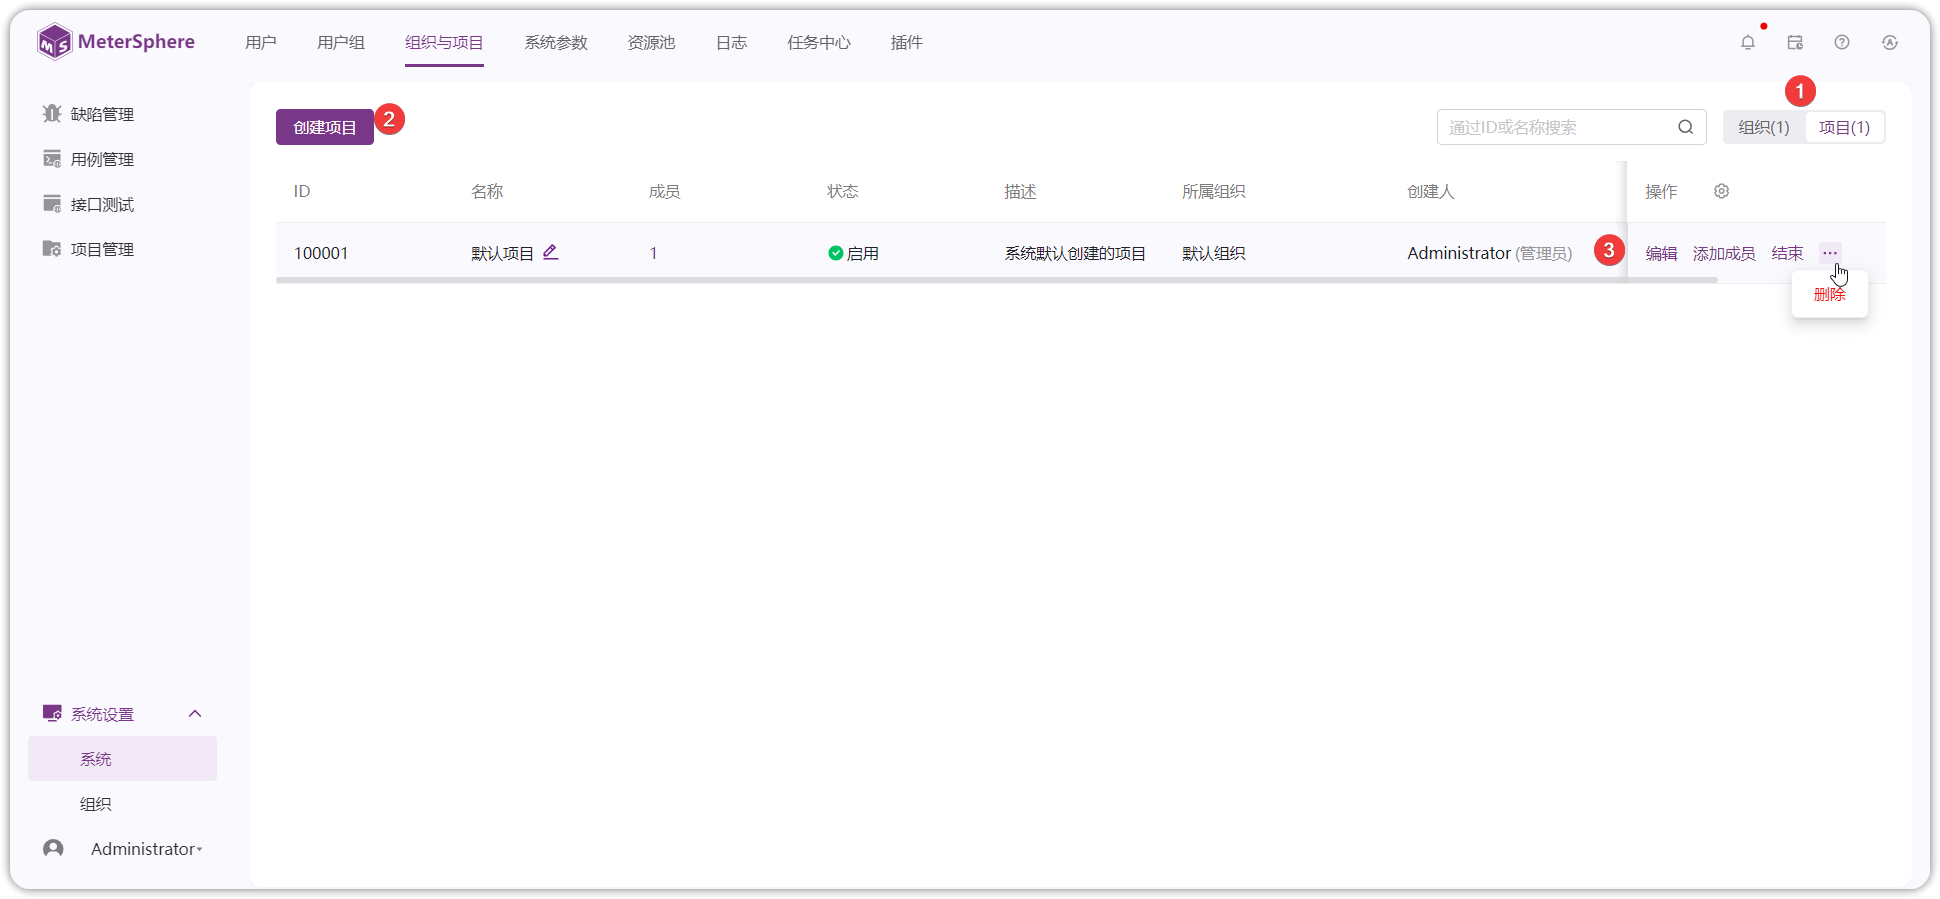 MeterSphere
用户 用户组 组织与项目 系统参数 资源池 日志 任务中心 插件
缺陷管理
用例管理
接口测试
项目管理
系统设置
系统
组织
Administrator
创建项目 2
通过ID或名称搜索
1
组织(1) 项目(1)
ID 名称 成员 状态 描述 所属组织 创建人 操作
100001 默认项目 1 启用 系统默认创建的项目 默认组织 Administrator (管理员) 3 编辑 添加成员 结束 ...
删除